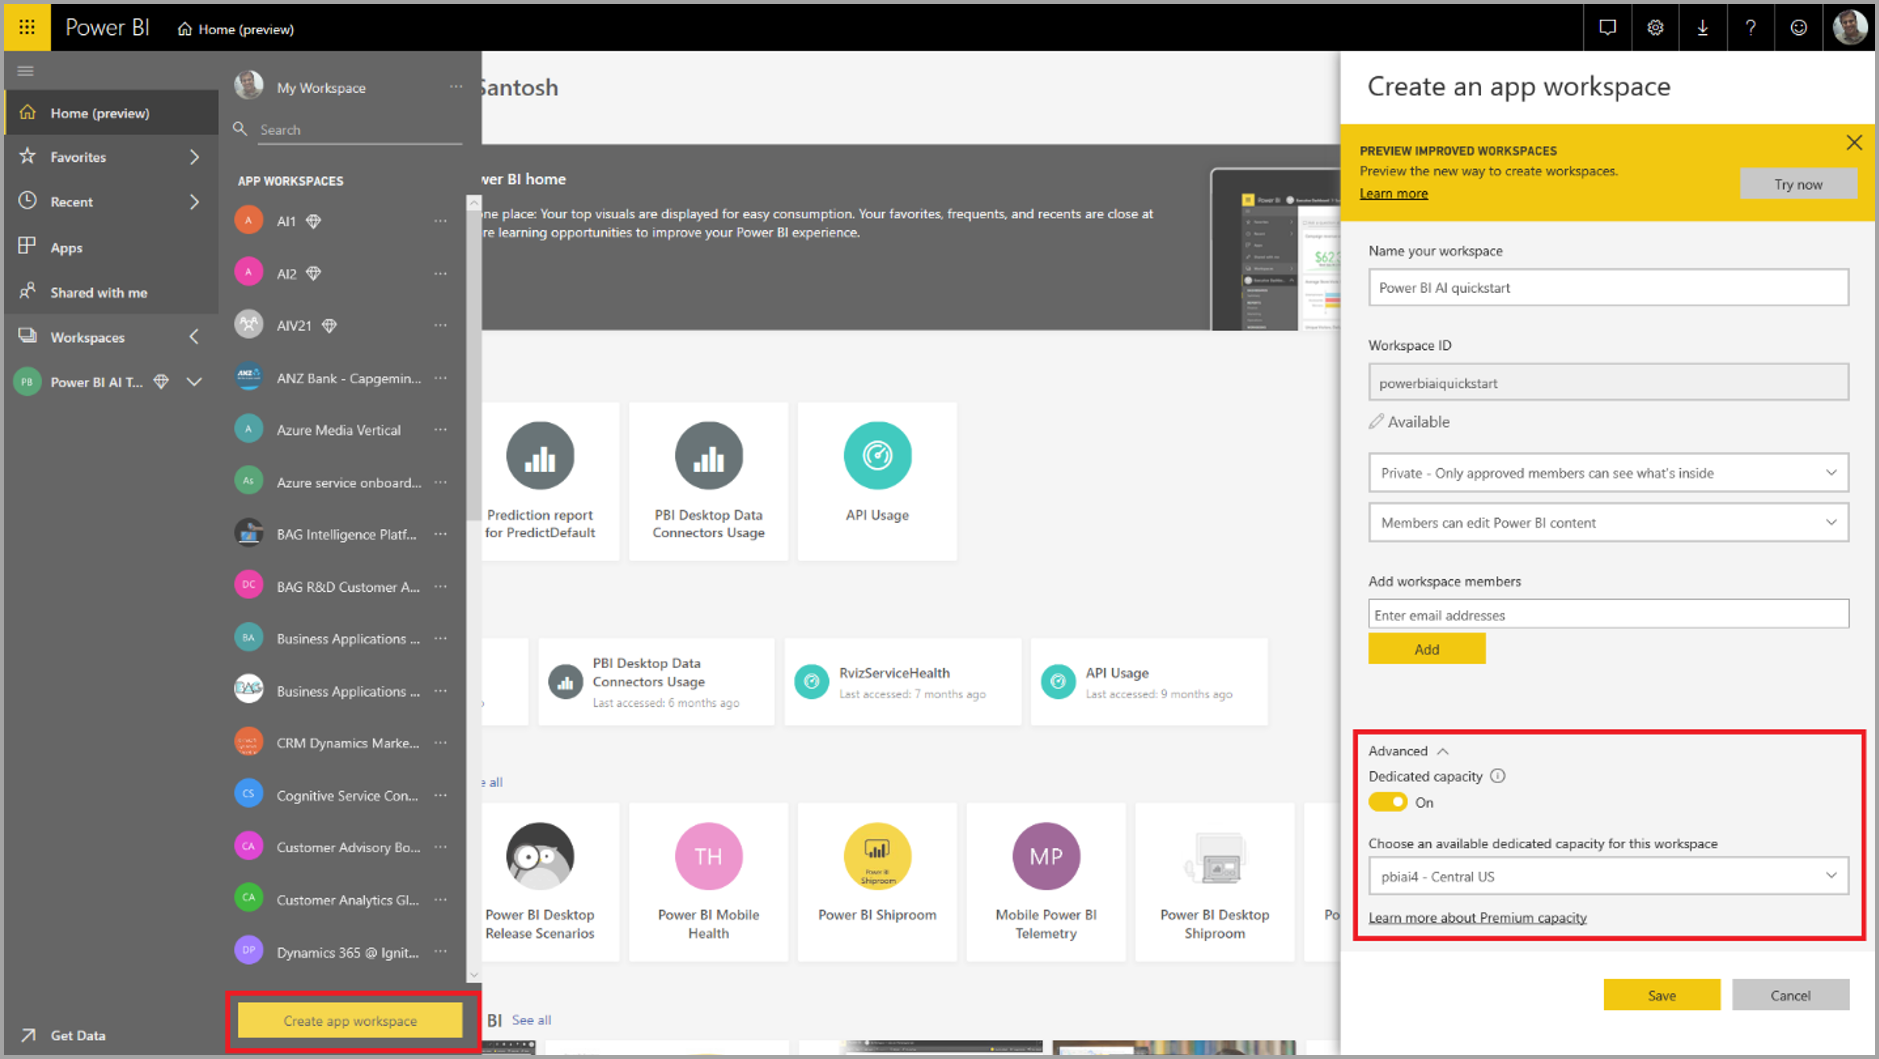 Power BI
Home (preview)
Home (preview)
Favorites
Recent
Apps
Shared with me
Workspaces
PB
Power BI AI T...
Get Data
My Workspace
Search
APP WORKSPACES
A
AI1
A
AI2
AIV21
ANZ
ANZ Bank - Capgemin...
A
Azure Media Vertical
As
Azure service onboard...
BAG Intelligence Platf...
DC
BAG R&D Customer A...
BA
Business Applications ...
BAG
Business Applications ...
CRM Dynamics Marke...
CS
Cognitive Service Con...
CA
Customer Advisory Bo...
CA
Customer Analytics Gl...
DP
Dynamics 365 @ Ignit...
Create app workspace
Santosh
wer BI home
one place: Your top visuals are displayed for easy consumption. Your favorites, frequents, and recents are close at
re learning opportunities to improve your Power BI experience.
Prediction report
for PredictDefault
PBI Desktop Data
Connectors Usage
API Usage
PBI Desktop Data
Connectors Usage
Last accessed: 6 months ago
RvizServiceHealth
Last accessed: 7 months ago
API Usage
Last accessed: 9 months ago
e all
Power BI Desktop
Release Scenarios
TH
Power BI Mobile
Health
Power BI
Shiproom
Power BI Shiproom
MP
Mobile Power BI
Telemetry
Power BI Desktop
Shiproom
Po
BI
See all
Create an app workspace
PREVIEW IMPROVED WORKSPACES
Preview the new way to create workspaces.
Learn more
Try now
Name your workspace
Power BI AI quickstart
Workspace ID
powerbiaiquickstart
Available
Private - Only approved members can see what's inside
Members can edit Power BI content
Add workspace members
Enter email addresses
Add
Advanced
Dedicated capacity
On
Choose an available dedicated capacity for this workspace
pbiai4 - Central US
Learn more about Premium capacity
Save
Cancel